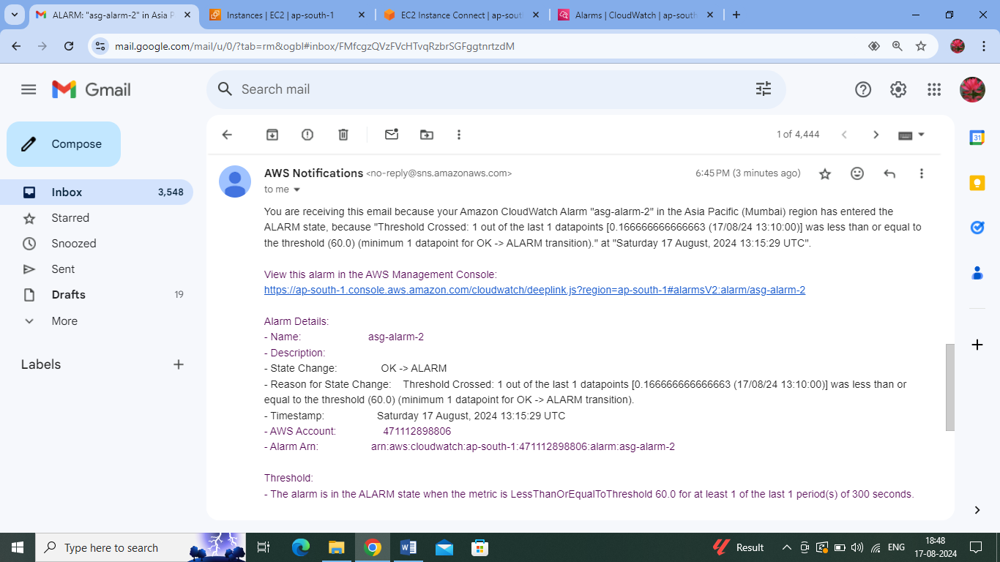 ALARM: "asg-alarm-2" in Asia P
Instances | EC2 | ap-south-1
EC2 Instance Connect | ap-sout
Alarms | CloudWatch | ap-south
mail.google.com/mail/u/0/?tab=rm&ogbl#inbox/FMfcgzQVzFVcHTvqRzbrSGFggtnrtzdM
Gmail
Search mail
Compose
1 of 4,444
Inbox 3,548
Starred
Snoozed
Sent
Drafts 19
More
Labels
AWS Notifications <no-reply@sns.amazonaws.com>
6:45 PM (3 minutes ago)
to me
You are receiving this email because your Amazon CloudWatch Alarm "asg-alarm-2" in the Asia Pacific (Mumbai) region has entered the
ALARM state, because "Threshold Crossed: 1 out of the last 1 datapoints [0.166666666666663 (17/08/24 13:10:00)] was less than or equal to
the threshold (60.0) (minimum 1 datapoint for OK -> ALARM transition)." at "Saturday 17 August, 2024 13:15:29 UTC".
View this alarm in the AWS Management Console:
https://ap-south-1.console.aws.amazon.com/cloudwatch/deeplink.js?region=ap-south-1#alarmsV2:alarm/asg-alarm-2
Alarm Details:
- Name: asg-alarm-2
- Description:
- State Change: OK -> ALARM
- Reason for State Change: Threshold Crossed: 1 out of the last 1 datapoints [0.166666666666663 (17/08/24 13:10:00)] was less than or
equal to the threshold (60.0) (minimum 1 datapoint for OK -> ALARM transition).
- Timestamp: Saturday 17 August, 2024 13:15:29 UTC
- AWS Account: 471112898806
- Alarm Arn: arn:aws:cloudwatch:ap-south-1:471112898806:alarm:asg-alarm-2
Threshold:
- The alarm is in the ALARM state when the metric is LessThanOrEqualToThreshold 60.0 for at least 1 of the last 1 period(s) of 300 seconds.
31
Type here to search
Result
ENG
18:48
17-08-2024